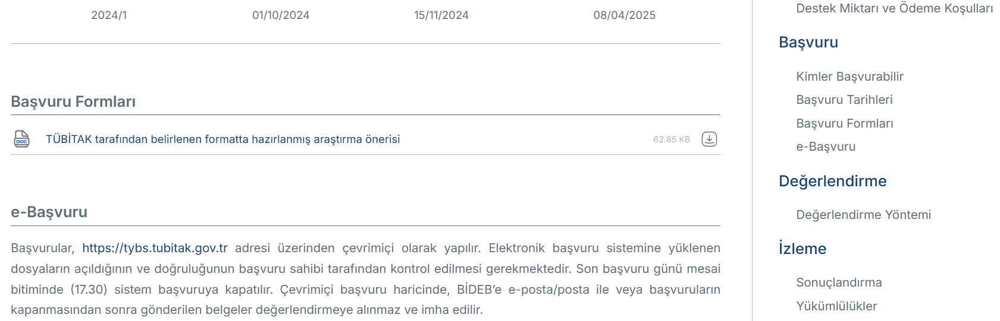 2024/1 01/10/2024 15/11/2024 08/04/2025
Başvuru Formları
DOC TÜBİTAK tarafından belirlenen formatta hazırlanmış araştırma önerisi 62.85 KB
e-Başvuru
Başvurular, https://tybs.tubitak.gov.tr adresi üzerinden çevrimiçi olarak yapılır. Elektronik başvuru sistemine yüklenen
dosyaların açıldığının ve doğruluğunun başvuru sahibi tarafından kontrol edilmesi gerekmektedir. Son başvuru günü mesai
bitiminde (17.30) sistem başvuruya kapatılır. Çevrimiçi başvuru haricinde, BİDEB’e e-posta/posta ile veya başvuruların
kapanmasından sonra gönderilen belgeler değerlendirmeye alınmaz ve imha edilir.
Destek Miktarı ve Ödeme Koşulları
Başvuru
Kimler Başvurabilir
Başvuru Tarihleri
Başvuru Formları
e-Başvuru
Değerlendirme
Değerlendirme Yöntemi
İzleme
Sonuçlandırma
Yükümlülükler